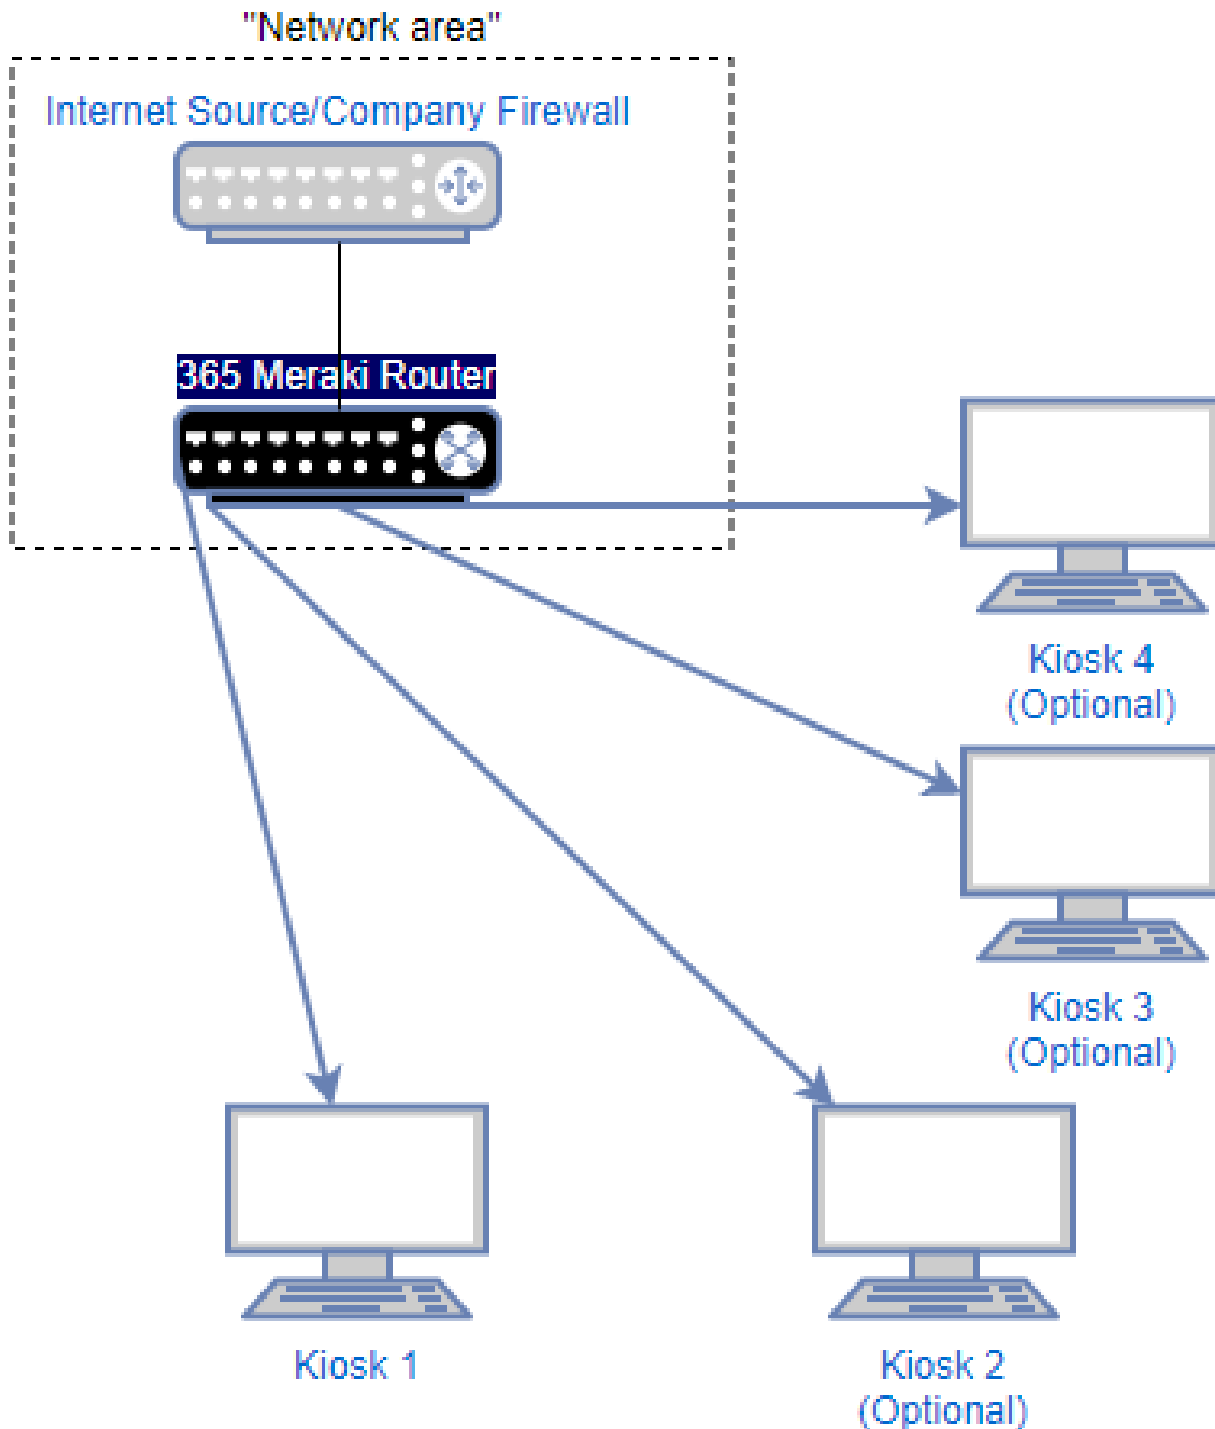 "Network area"
Internet Source/Company Firewall
365 Meraki Router
Kiosk 4
(Optional)
Kiosk 3
(Optional)
Kiosk 1
Kiosk 2
(Optional)